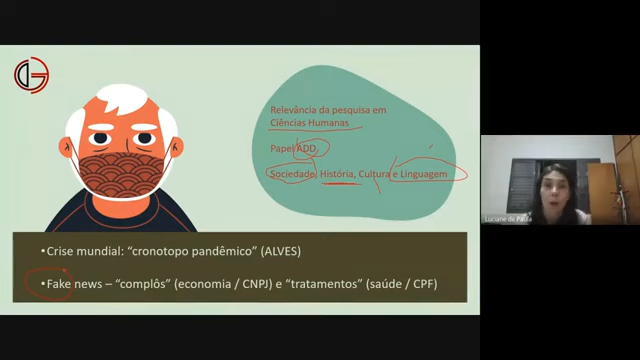 Relevância da pesquisa em
Ciências Humanas
Papel ADD
Sociedade, História, Cultura e Linguagem
Luciane de Paula
•Crise mundial: “cronotopo pandêmico” (ALVES)
•Fake news – “complôs” (economia / CNPJ) e “tratamentos” (saúde / CPF)